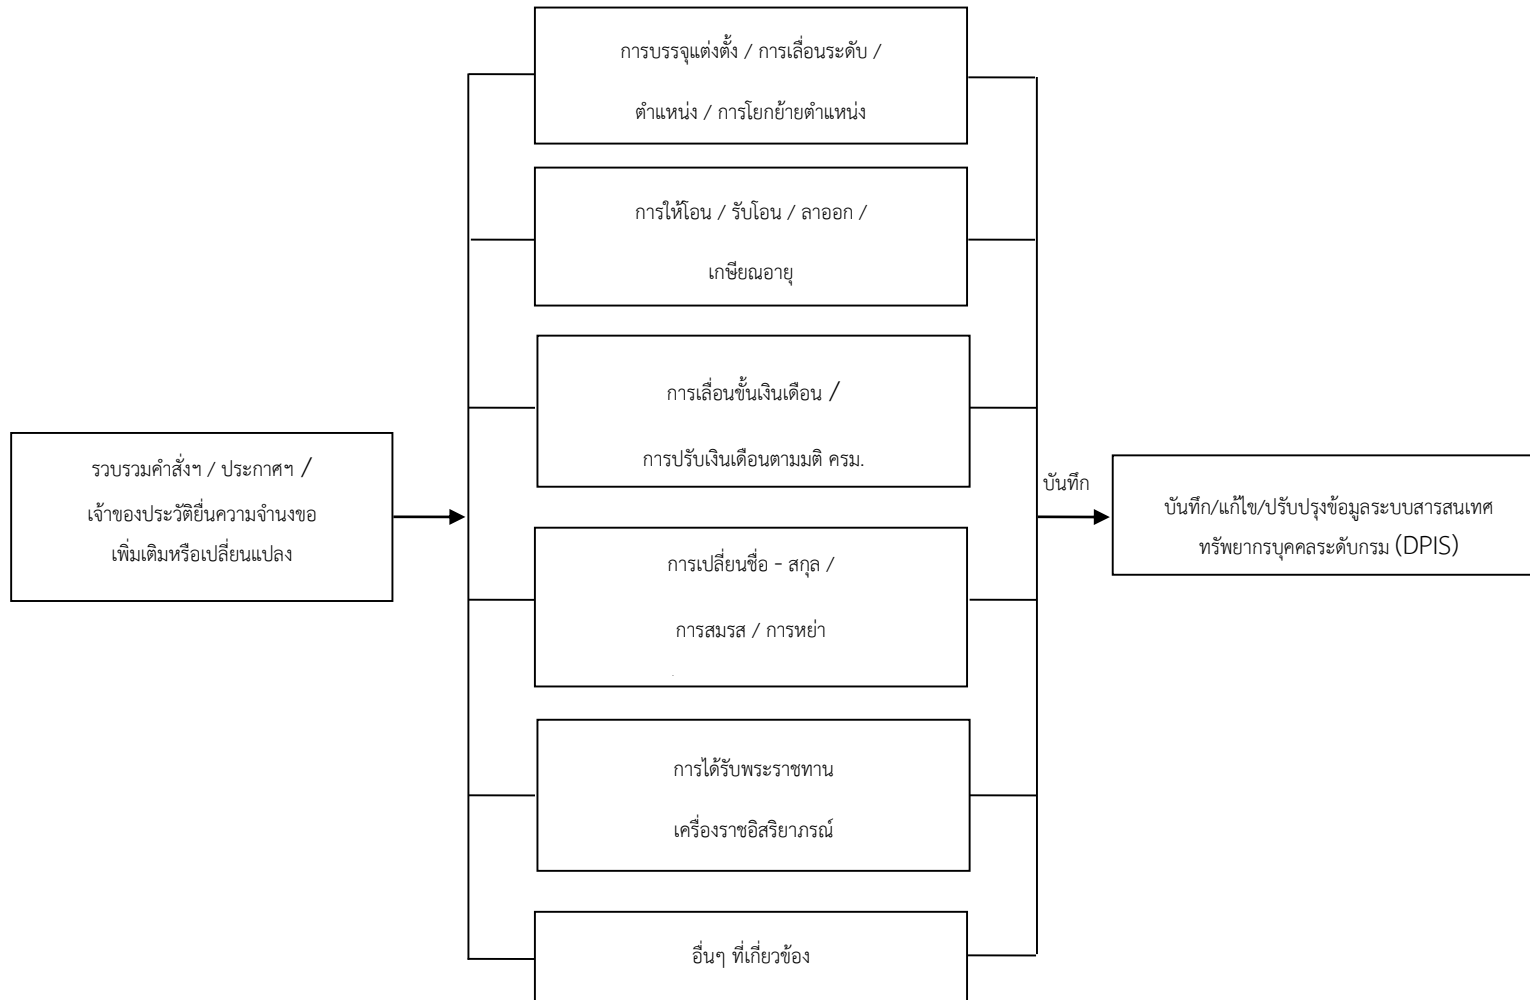 การบรรจุแต่งตั้ง / การเลื่อนระดับ /
ตำแหน่ง / การโยกย้ายตำแหน่ง
การให้โอน / รับโอน / ลาออก /
เกษียณอายุ
การเลื่อนขั้นเงินเดือน /
การปรับเงินเดือนตามมติ ครม.
รวบรวมคำสั่งฯ / ประกาศฯ /
เจ้าของประวัติยื่นความจำนงขอ
เพิ่มเติมหรือเปลี่ยนแปลง
บันทึก
บันทึก/แก้ไข/ปรับปรุงข้อมูลระบบสารสนเทศ
ทรัพยากรบุคคลระดับกรม (DPIS)
การเปลี่ยนชื่อ - สกุล /
การสมรส / การหย่า
การได้รับพระราชทาน
เครื่องราชอิสริยาภรณ์
อื่นๆ ที่เกี่ยวข้อง